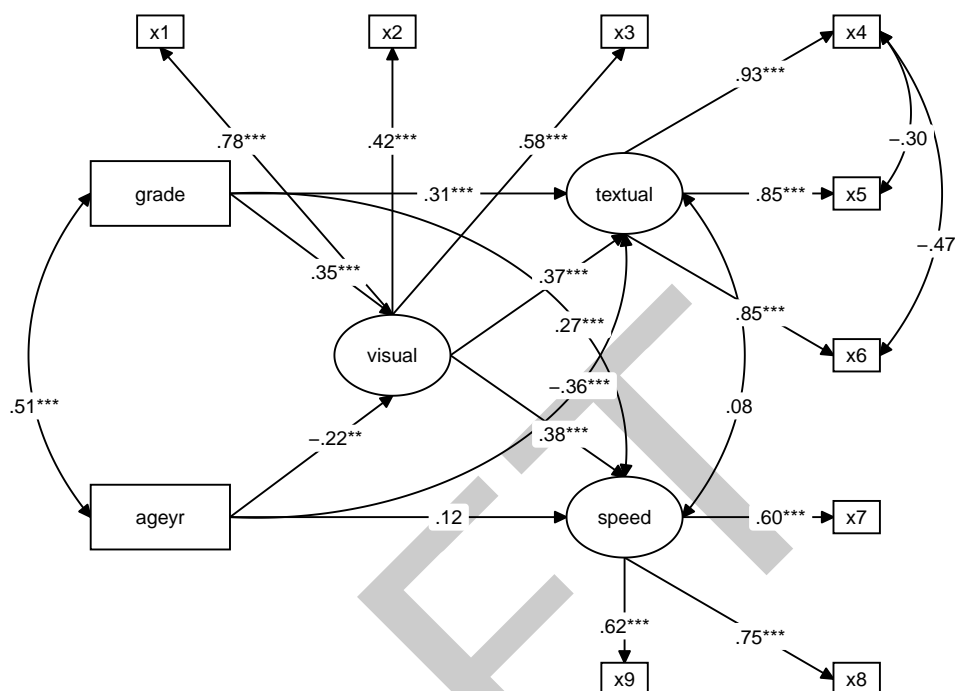 x1
x2
x3
x4
.93***
.78***
.42***
.58***
−.30
grade
.31***
textual
.85***
x5
−.47
.35***
.37***
.27***
.85***
visual
x6
−.36***
.51***
.08
−.22**
.38***
ageyr
.12
speed
.60***
x7
.62***
.75***
x9
x8